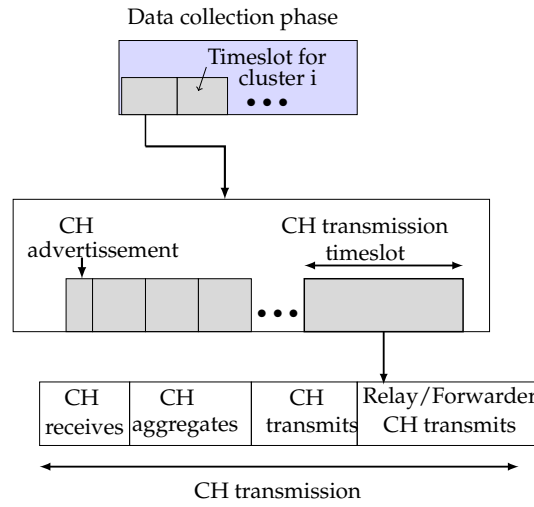 Data collection phase
Timeslot for
cluster i
CH
advertisement
CH transmission
timeslot
CH
receives
CH
aggregates
CH
transmits
Relay/Forwarder
CH transmits
CH transmission